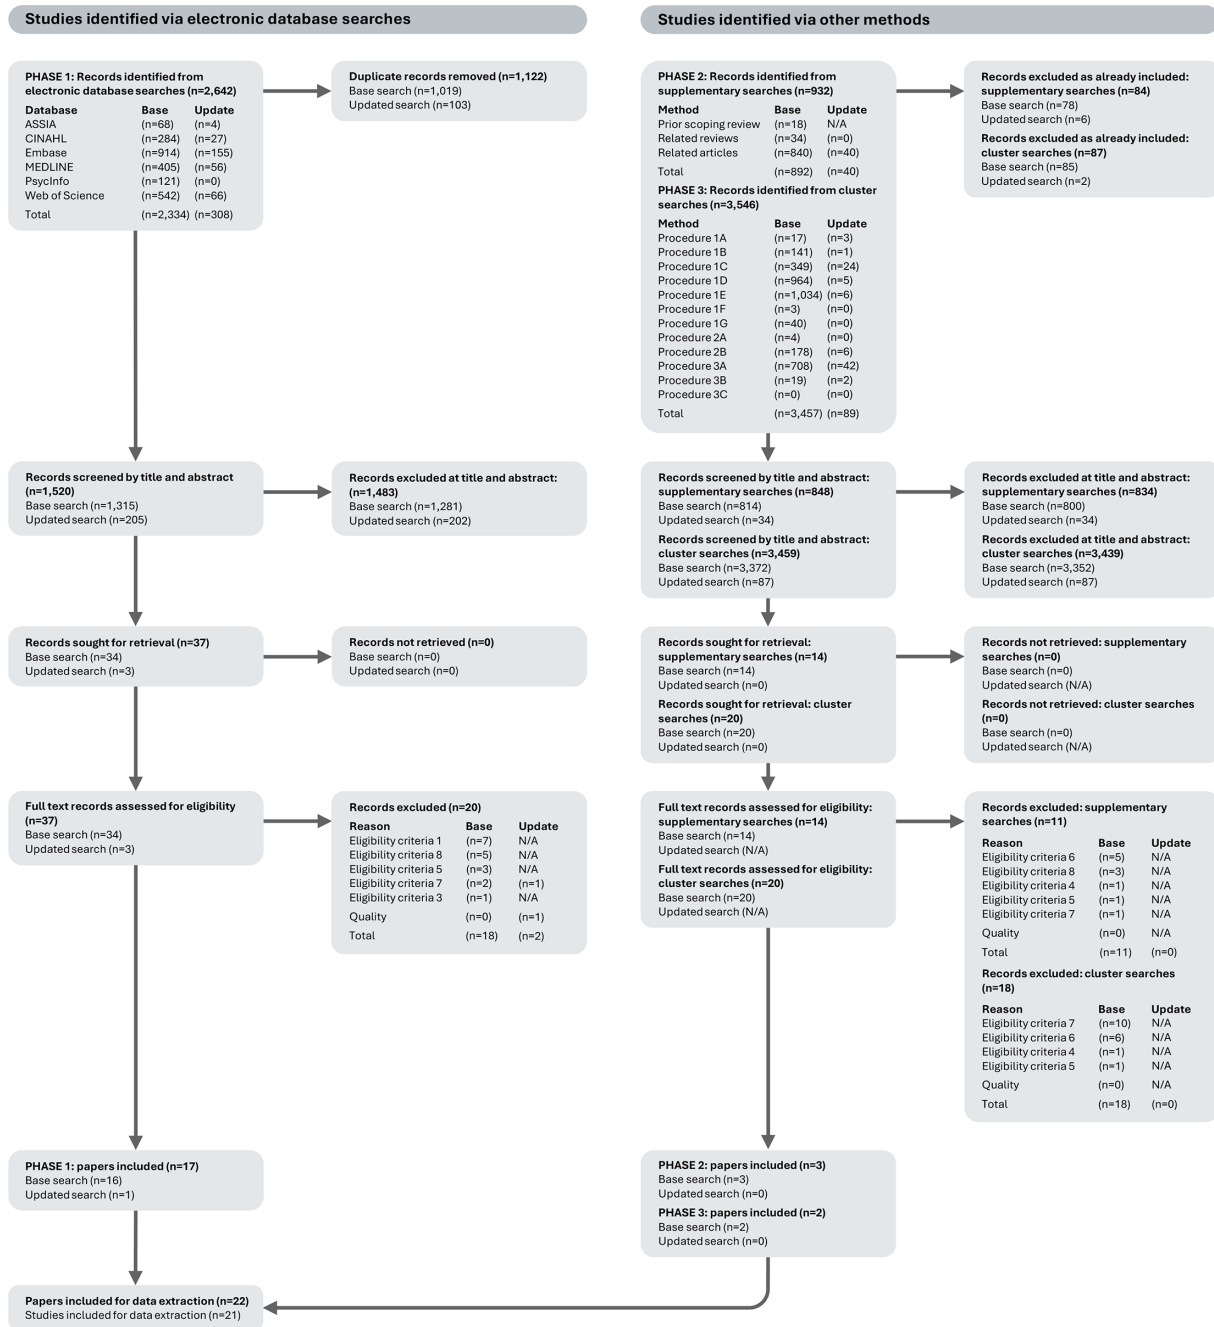 Studies identified via electronic database searches
PHASE 1: Records identified from
electronic database searches (n=2,642)
Database Base Update
ASSIA (n=68) (n=4)
CINAHL (n=284) (n=27)
Embase (n=914) (n=155)
MEDLINE (n=405) (n=56)
PsycInfo (n=121) (n=0)
Web of Science (n=542) (n=66)
Total (n=2,334) (n=308)
Duplicate records removed (n=1,122)
Base search (n=1,019)
Updated search (n=103)
Records screened by title and abstract
(n=1,520)
Base search (n=1,315)
Updated search (n=205)
Records excluded at title and abstract:
(n=1,483)
Base search (n=1,281)
Updated search (n=202)
Records sought for retrieval (n=37)
Base search (n=34)
Updated search (n=3)
Records not retrieved (n=0)
Base search (n=0)
Updated search (n=0)
Full text records assessed for eligibility
(n=37)
Base search (n=34)
Updated search (n=3)
Records excluded (n=20)
Reason Base Update
Eligibility criteria 1 (n=7) N/A
Eligibility criteria 8 (n=5) N/A
Eligibility criteria 5 (n=3) N/A
Eligibility criteria 7 (n=2) (n=1)
Eligibility criteria 3 (n=1) N/A
Quality (n=0) (n=1)
Total (n=18) (n=2)
PHASE 1: papers included (n=17)
Base search (n=16)
Updated search (n=1)
Papers included for data extraction (n=22)
Studies included for data extraction (n=21)
Studies identified via other methods
PHASE 2: Records identified from
supplementary searches (n=932)
Method Base Update
Prior scoping review (n=18) N/A
Related reviews (n=34) (n=0)
Related articles (n=840) (n=40)
Total (n=892) (n=40)
PHASE 3: Records identified from cluster
searches (n=3,546)
Method Base Update
Procedure 1A (n=17) (n=3)
Procedure 1B (n=141) (n=1)
Procedure 1C (n=349) (n=24)
Procedure 1D (n=964) (n=5)
Procedure 1E (n=1,034) (n=6)
Procedure 1F (n=3) (n=0)
Procedure 1G (n=40) (n=0)
Procedure 2A (n=4) (n=0)
Procedure 2B (n=178) (n=6)
Procedure 3A (n=708) (n=42)
Procedure 3B (n=19) (n=2)
Procedure 3C (n=0) (n=0)
Total (n=3,457) (n=89)
Records excluded as already included:
supplementary searches (n=84)
Base search (n=78)
Updated search (n=6)
Records excluded as already included:
cluster searches (n=87)
Base search (n=85)
Updated search (n=2)
Records screened by title and abstract:
supplementary searches (n=848)
Base search (n=814)
Updated search (n=34)
Records screened by title and abstract:
cluster searches (n=3,459)
Base search (n=3,372)
Updated search (n=87)
Records excluded at title and abstract:
supplementary searches (n=834)
Base search (n=800)
Updated search (n=34)
Records excluded at title and abstract:
cluster searches (n=3,439)
Base search (n=3,352)
Updated search (n=87)
Records sought for retrieval:
supplementary searches (n=14)
Base search (n=14)
Updated search (n=0)
Records sought for retrieval: cluster
searches (n=20)
Base search (n=20)
Updated search (n=0)
Records not retrieved: supplementary
searches (n=0)
Base search (n=0)
Updated search (N/A)
Records not retrieved: cluster searches
(n=0)
Base search (n=0)
Updated search (N/A)
Full text records assessed for eligibility:
supplementary searches (n=14)
Base search (n=14)
Updated search (N/A)
Full text records assessed for eligibility:
cluster searches (n=20)
Base search (n=20)
Updated search (N/A)
Records excluded: supplementary
searches (n=11)
Reason Base Update
Eligibility criteria 6 (n=5) N/A
Eligibility criteria 8 (n=3) N/A
Eligibility criteria 4 (n=1) N/A
Eligibility criteria 5 (n=1) N/A
Eligibility criteria 7 (n=1) N/A
Quality (n=0) N/A
Total (n=11) (n=0)
Records excluded: cluster searches
(n=18)
Reason Base Update
Eligibility criteria 7 (n=10) N/A
Eligibility criteria 6 (n=6) N/A
Eligibility criteria 4 (n=1) N/A
Eligibility criteria 5 (n=1) N/A
Quality (n=0) N/A
Total (n=18) (n=0)
PHASE 2: papers included (n=3)
Base search (n=3)
Updated search (n=0)
PHASE 3: papers included (n=2)
Base search (n=2)
Updated search (n=0)